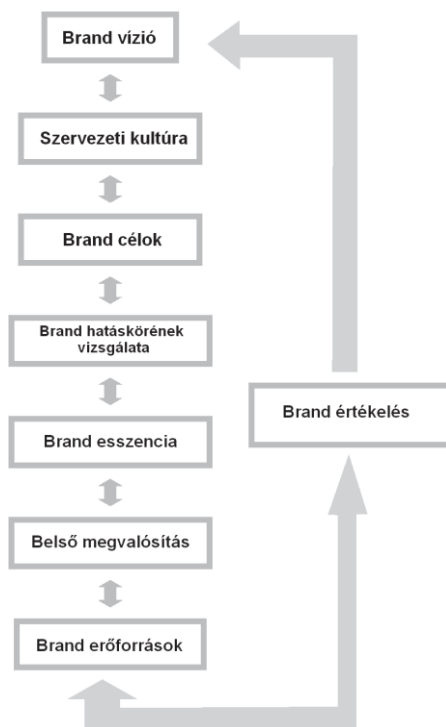 Brand vízió
Szervezeti kultúra
Brand célok
Brand hatáskörének
vizsgálata
Brand esszencia
Belső megvalósítás
Brand erőforrások
Brand értékelés